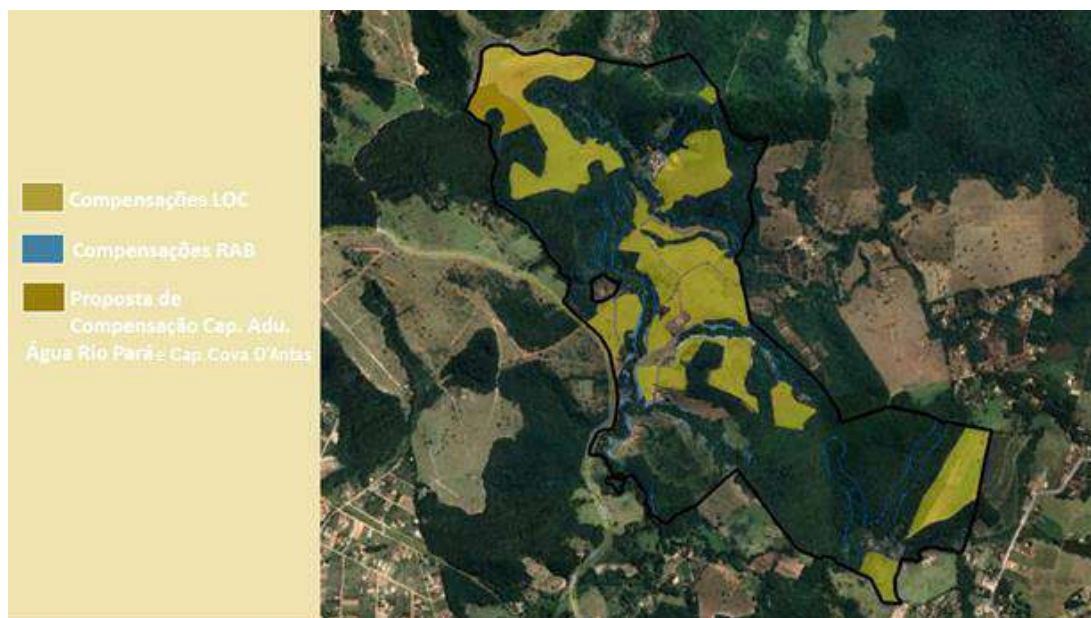 Compensações LOC
Compensações RAB
Proposta de
Compensação Cap. Adu.
Água Rio Pará e Cap. Cova D'Antas